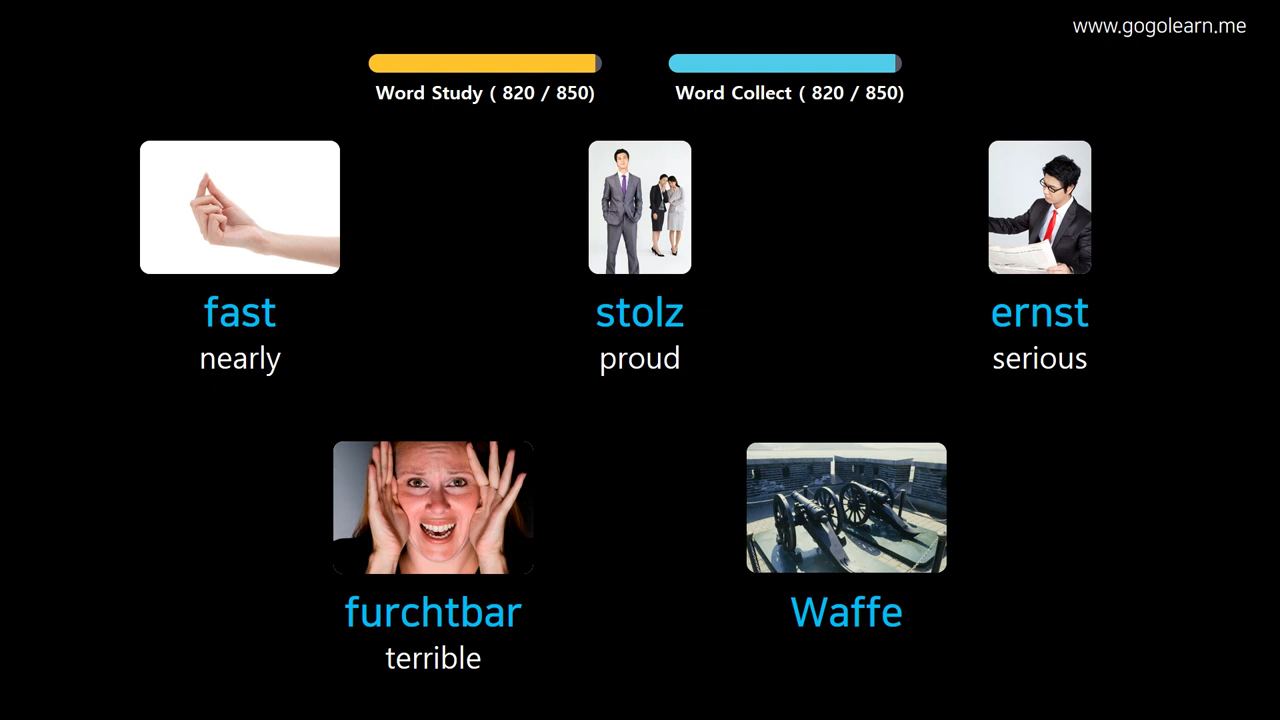 www.gogolearn.me
Word Study ( 820 / 850)
Word Collect ( 820 / 850)
fast
nearly
stolz
proud
ernst
serious
furchtbar
terrible
Waffe